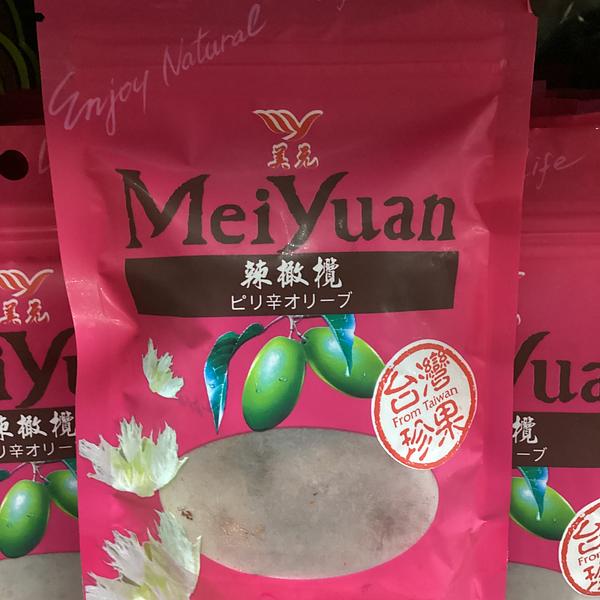 Enjoy Natural
Life
美元
MeiYuan
辣橄欖
ピリ辛オリーブ
台灣
From Taiwan
珍果